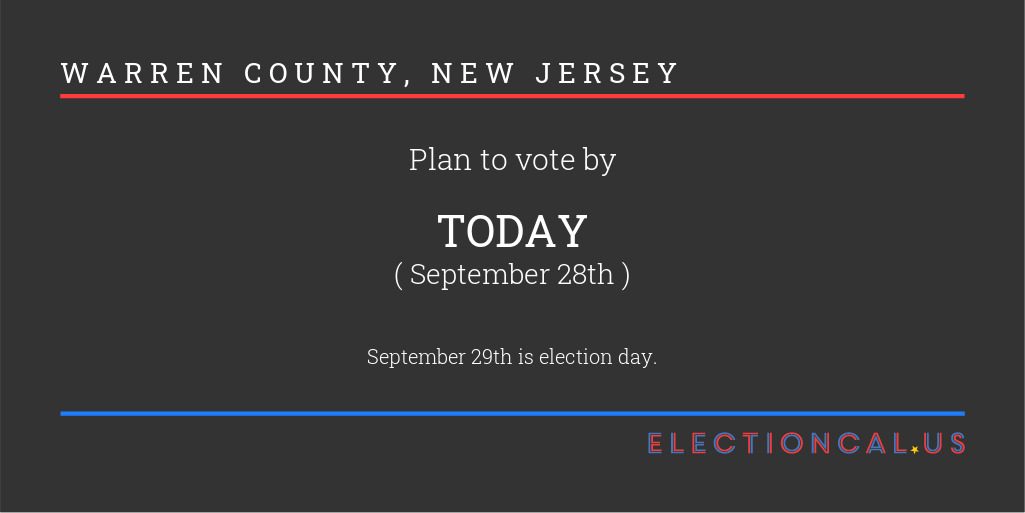 WARREN COUNTY, NEW JERSEY
Plan to vote by
TODAY
( September 28th )
September 29th is election day.
ELECTIONCAL.US